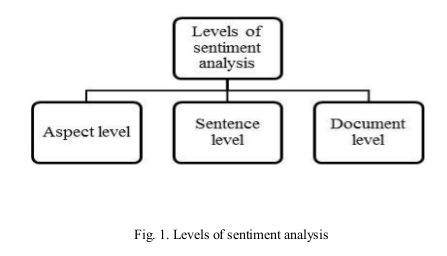 Levels of
sentiment
analysis
Aspect level
Sentence
level
Document
level
Fig. 1. Levels of sentiment analysis